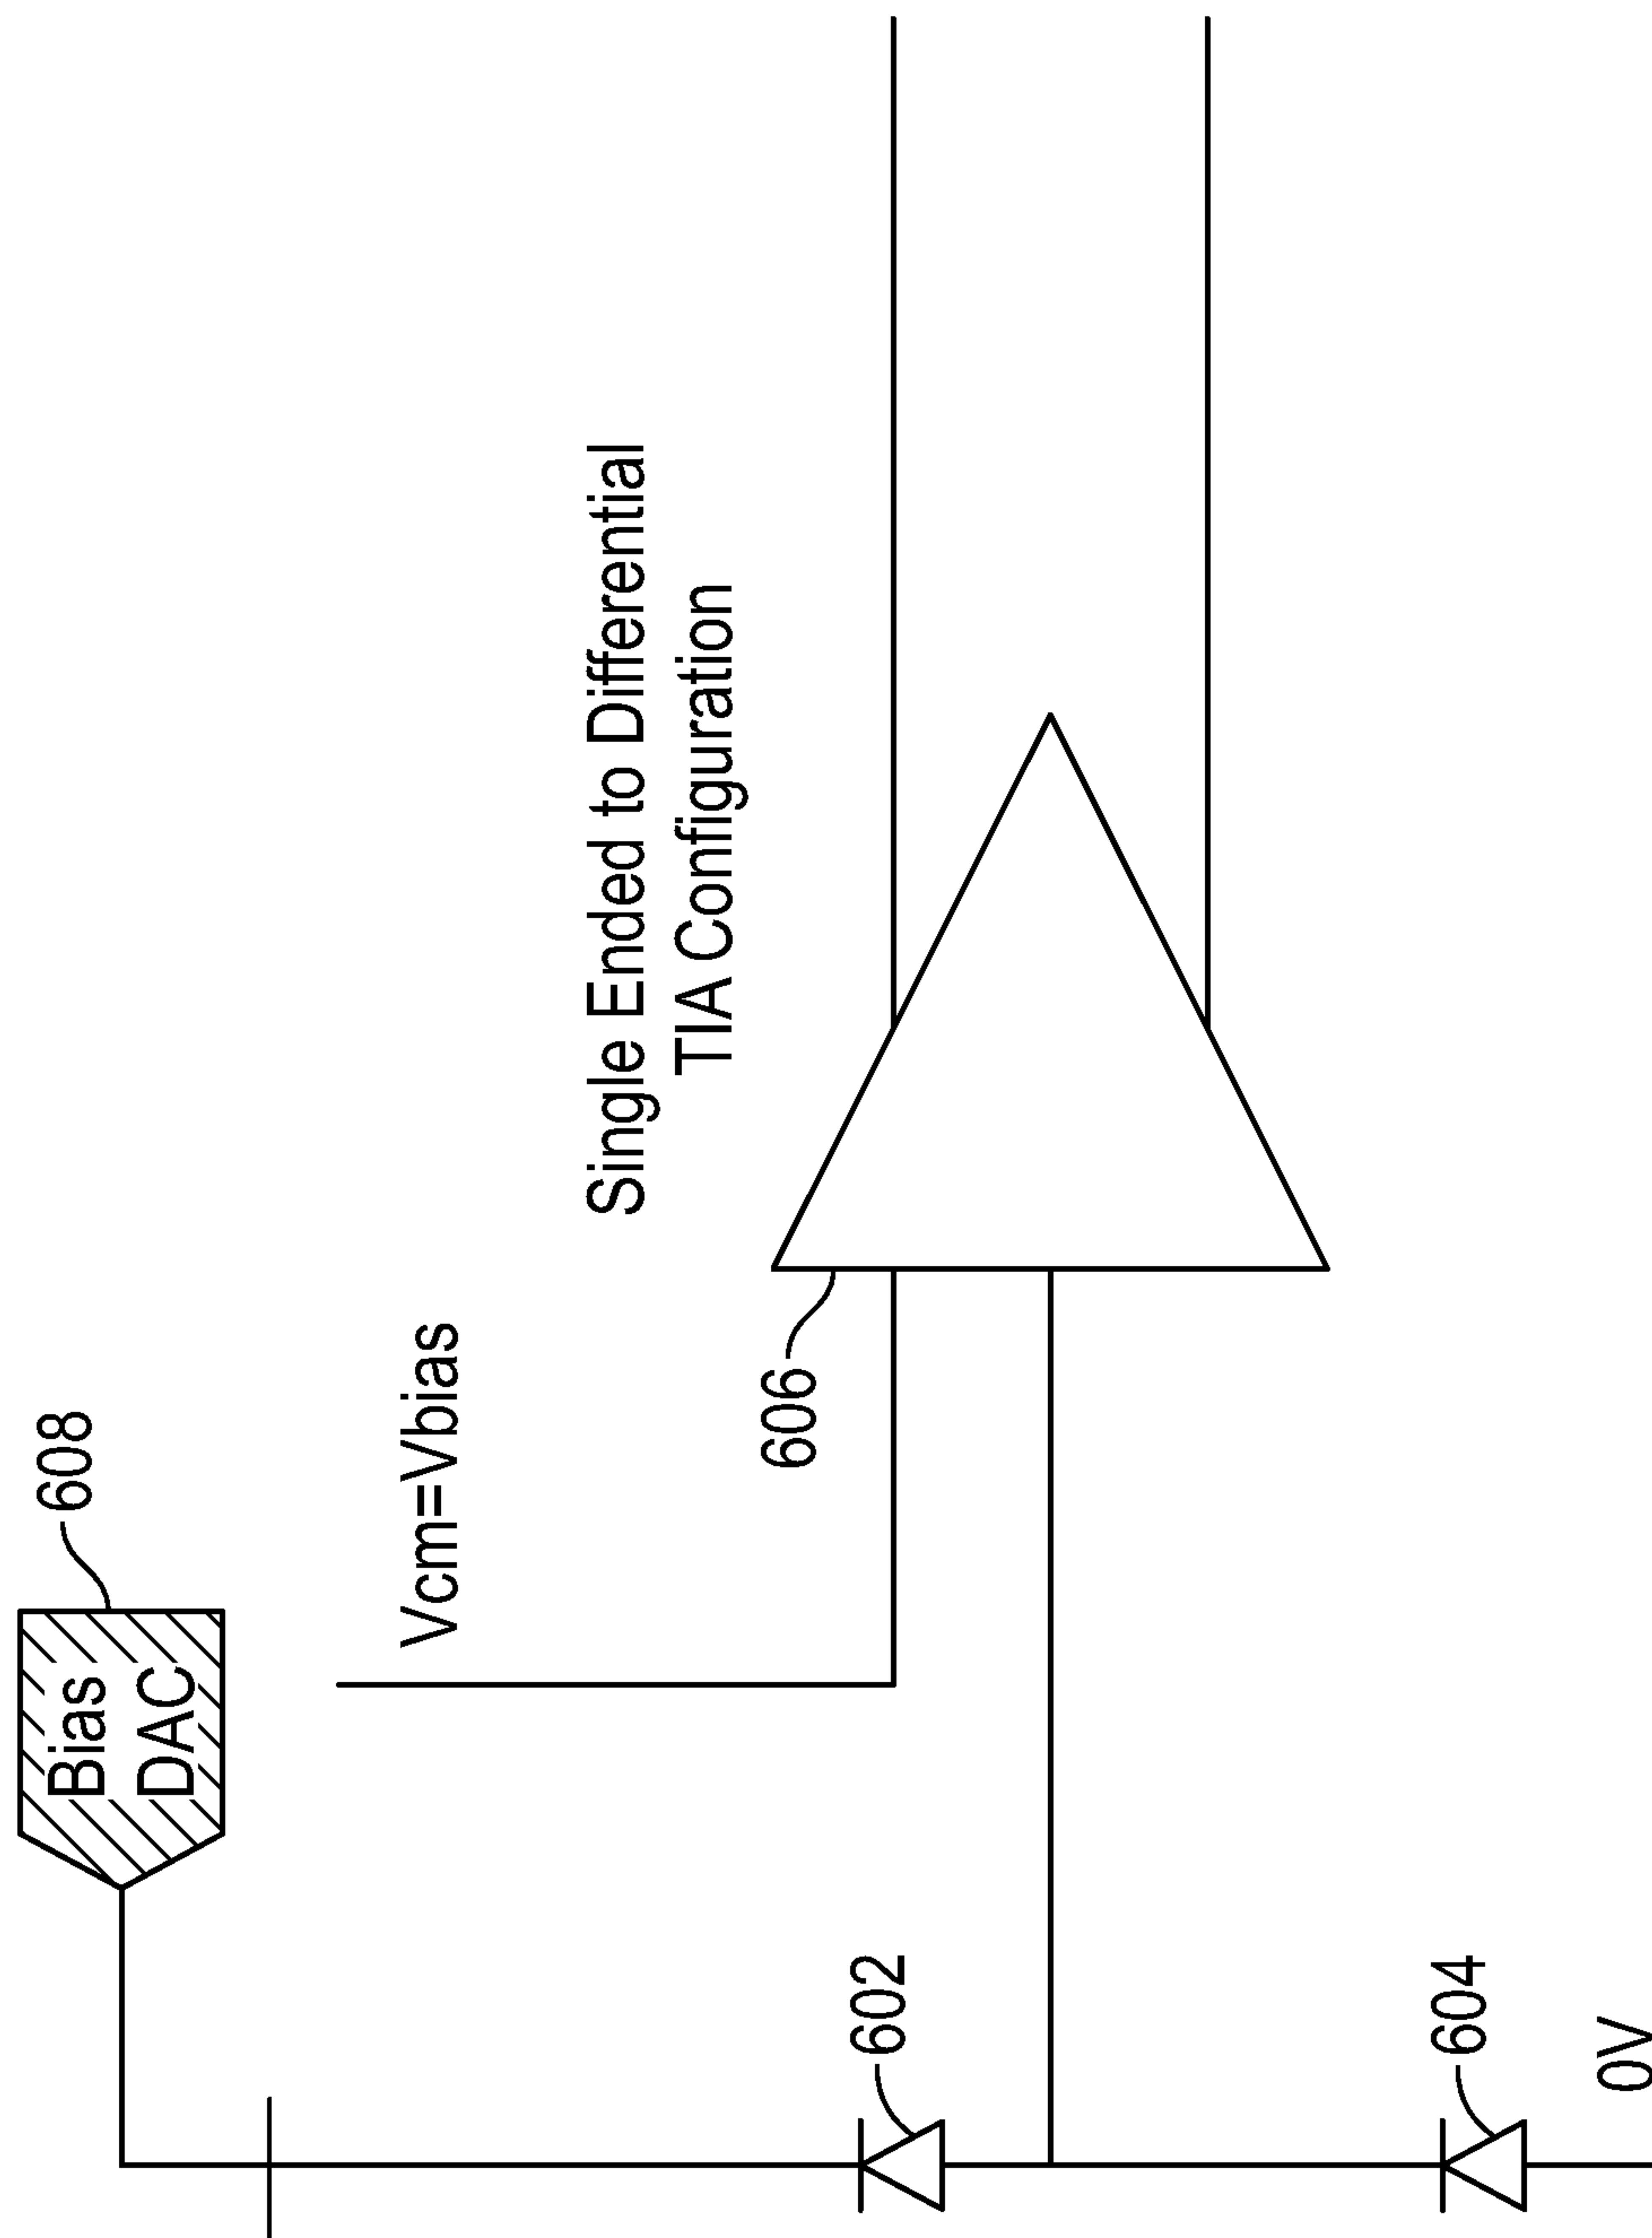 Bias
DAC
608
Vcm=Vbias
Single Ended to Differential
TIA Configuration
606
602
604
0V